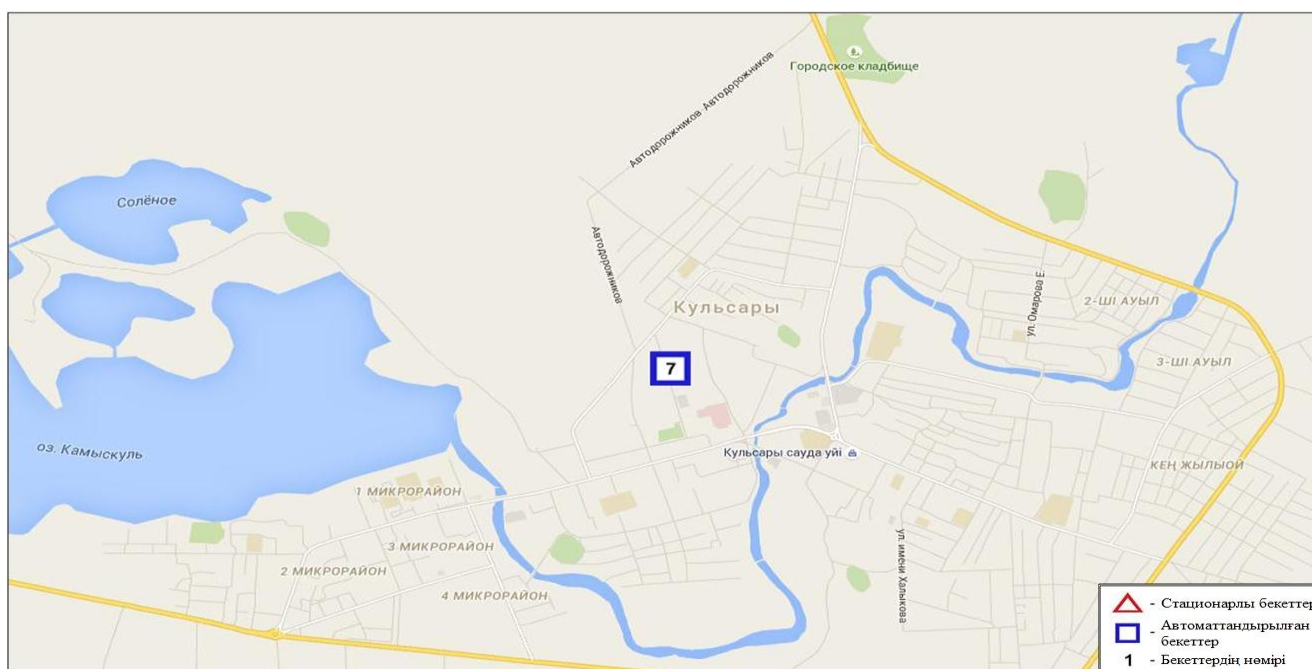 Городское кладбище
Автодорожников Автодорожников
Солёное
Автодорожников
ул. Омарова Е.
2-ШІ АУЫЛ
Кульсары
7
3-ШІ АУЫЛ
оз. Камыскуль
Кульсары сауда уйі
КЕҢ ЖЫЛЫОЙ
1 МИКРОРАЙОН
3 МИКРОРАЙОН
ул. имени Халыкова
2 МИКРОРАЙОН
4 МИКРОРАЙОН
- Стационарлы бекеттер
- Автоматтандырылған
бекеттер
1 - Бекеттердің нөмірі